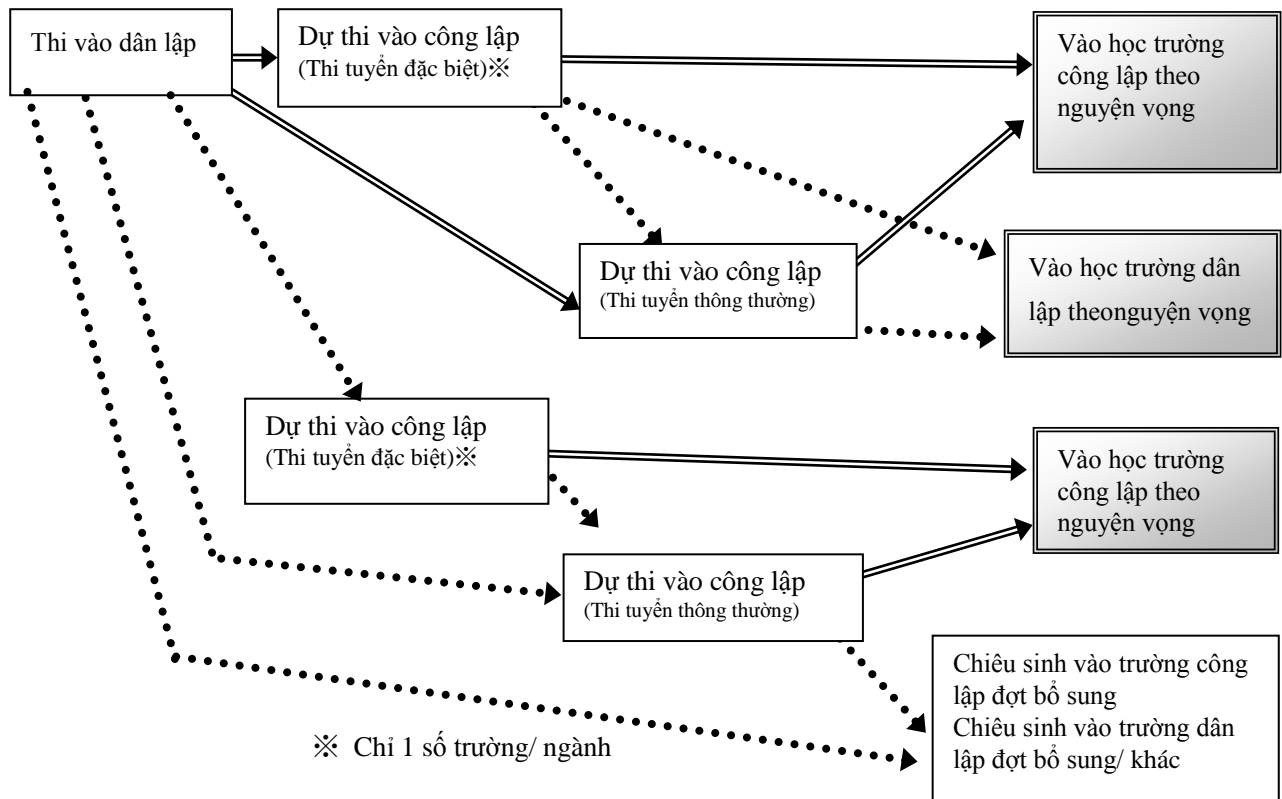 Thi vào dân lập
Dự thi vào công lập
(Thi tuyển đặc biệt)※
Vào học trường
công lập theo
nguyện vọng
Dự thi vào công lập
(Thi tuyển thông thường)
Vào học trường dân
lập theonguyện vọng
Dự thi vào công lập
(Thi tuyển đặc biệt)※
Vào học trường
công lập theo
nguyện vọng
Dự thi vào công lập
(Thi tuyển thông thường)
Chiêu sinh vào trường công
lập đợt bổ sung
Chiêu sinh vào trường dân
lập đợt bổ sung/ khác
※ Chỉ 1 số trường/ ngành